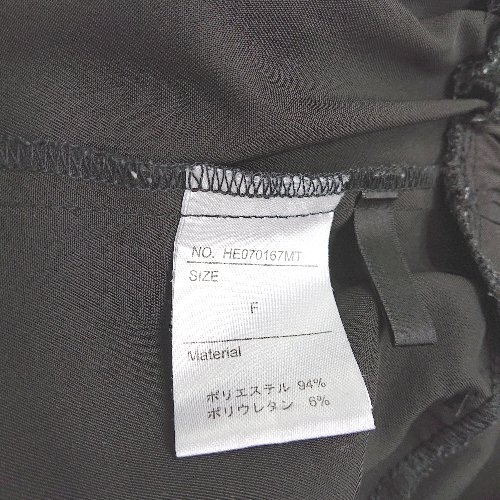 NO. HE070167MT
SIZE
F
Material
ポリエステル 94%
ポリウレタン 6%